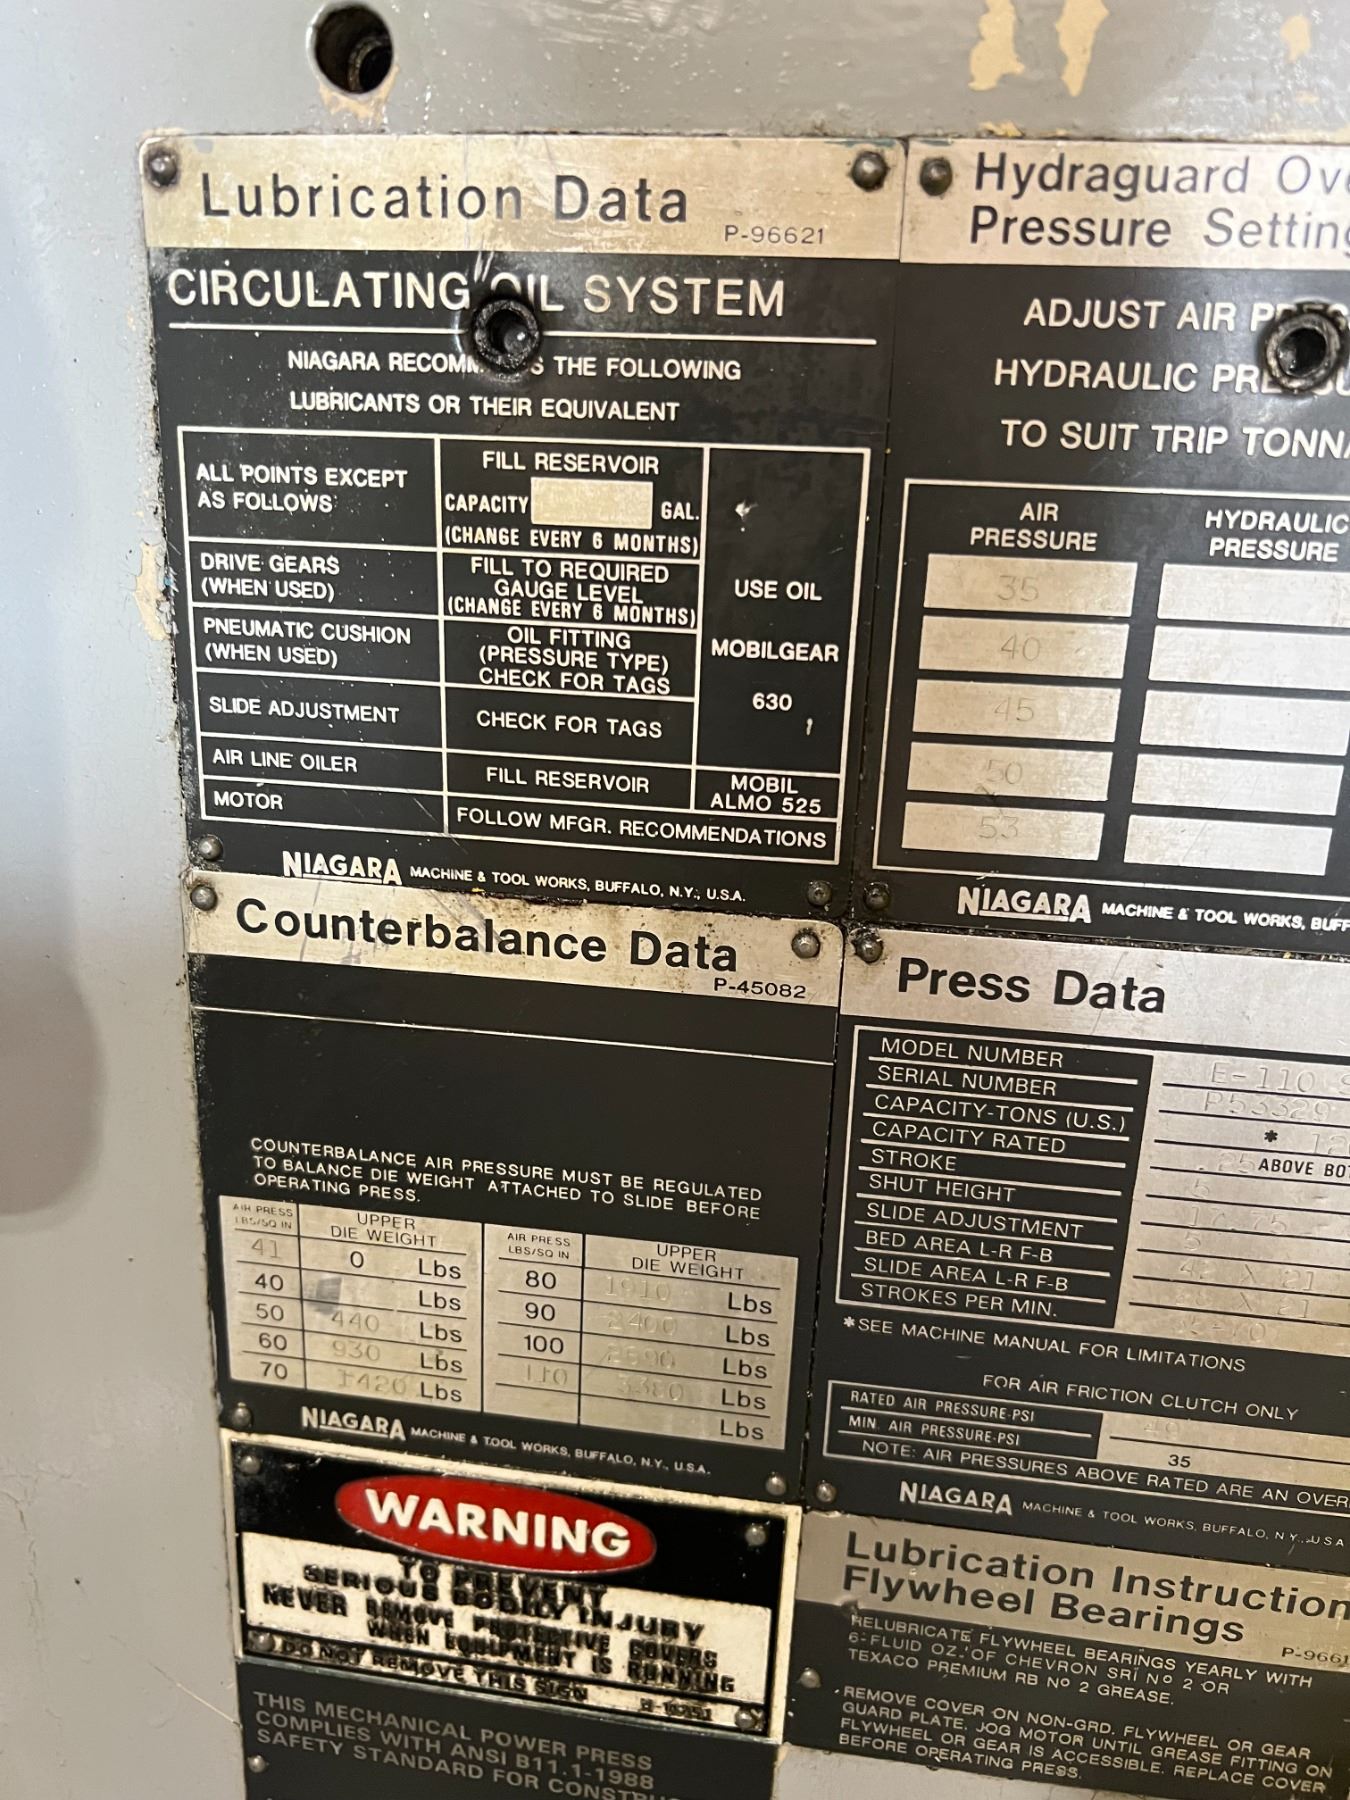 Lubrication Data
P-96621
CIRCULATING OIL SYSTEM
NIAGARA THE FOLLOWING
LUBRICANTS OR THEIR EQUIVALENT
ALL POINTS EXCEPT
AS FOLLOWS
FILL RESERVOIR
CAPACITY GAL.
(CHANGE EVERY 6 MONTHS)
DRIVE GEARS
(WHEN USED)
FILL TO REQUIRED
GAUGE LEVEL
(CHANGE EVERY 6 MONTHS)
PNEUMATIC CUSHION
(WHEN USED)
OIL FITTING
(PRESSURE TYPE)
CHECK FOR TAGS
SLIDE ADJUSTMENT
CHECK FOR TAGS
USE OIL
MOBILGEAR
630
AIR LINE OILER
FILL RESERVOIR
MOBIL
ALMO 525
MOTOR
FOLLOW MFGR. RECOMMENDATIONS
NIAGARA MACHINE & TOOL WORKS, BUFFALO, N.Y., U.S.A.
Hydraguard
Pressure
ADJUST AIR
HYDRAULIC
TO SUIT TRIP
AIR
PRESSURE
HYDRAULIC
PRESSURE
35
40
45
50
53
NIAGARA MACHINE & TOOL WORKS,
Counterbalance Data
P-45082
COUNTERBALANCE AIR PRESSURE MUST BE REGULATED
TO BALANCE DIE WEIGHT ATTACHED TO SLIDE BEFORE
OPERATING PRESS.
AIR PRESS
LBS/SQ IN
UPPER
DIE WEIGHT
41 0 Lbs
40 Lbs
50 440 Lbs
60 930 Lbs
70 1420 Lbs
AIR PRESS
LBS/SQ IN
UPPER
DIE WEIGHT
80 1910 Lbs
90 2400 Lbs
100 Lbs
110 3380 Lbs
Lbs
NIAGARA MACHINE & TOOL WORKS, BUFFALO, N.Y., U.S.A.
Press Data
MODEL NUMBER E-110
SERIAL NUMBER P53329
CAPACITY-TONS (U.S.) *
CAPACITY RATED .25 ABOVE
STROKE 5
SHUT HEIGHT 17.75
SLIDE ADJUSTMENT 5
BED AREA L-R F-B 42 X 21
SLIDE AREA L-R F-B X 21
STROKES PER MIN.
*SEE MACHINE MANUAL FOR LIMITATIONS
FOR AIR FRICTION CLUTCH ONLY
RATED AIR PRESSURE-PSI
MIN. AIR PRESSURE-PSI 35
NOTE: AIR PRESSURES ABOVE RATED ARE AN
NIAGARA MACHINE & TOOL WORKS, BUFFALO, N.Y., U.S.A
WARNING
TO PREVENT
SERIOUS BODILY INJURY
NEVER REMOVE PROTECTIVE COVERS
WHEN EQUIPMENT IS RUNNING
DO NOT REMOVE THIS SIGN
THIS MECHANICAL POWER PRESS
COMPLIES WITH ANSI B11.1-1988
SAFETY STANDARD FOR
Lubrication
Flywheel Bearings
RELUBRICATE FLYWHEEL BEARINGS YEARLY WITH
6-FLUID OZ. OF CHEVRON SRI Nº 2 OR
TEXACO PREMIUM RB Nº 2 GREASE.
REMOVE COVER ON NON-GRD. FLYWHEEL OR GEAR
GUARD PLATE. JOG MOTOR UNTIL GREASE FITTING ON
FLYWHEEL OR GEAR IS ACCESSIBLE. REPLACE COVER
BEFORE OPERATING PRESS.